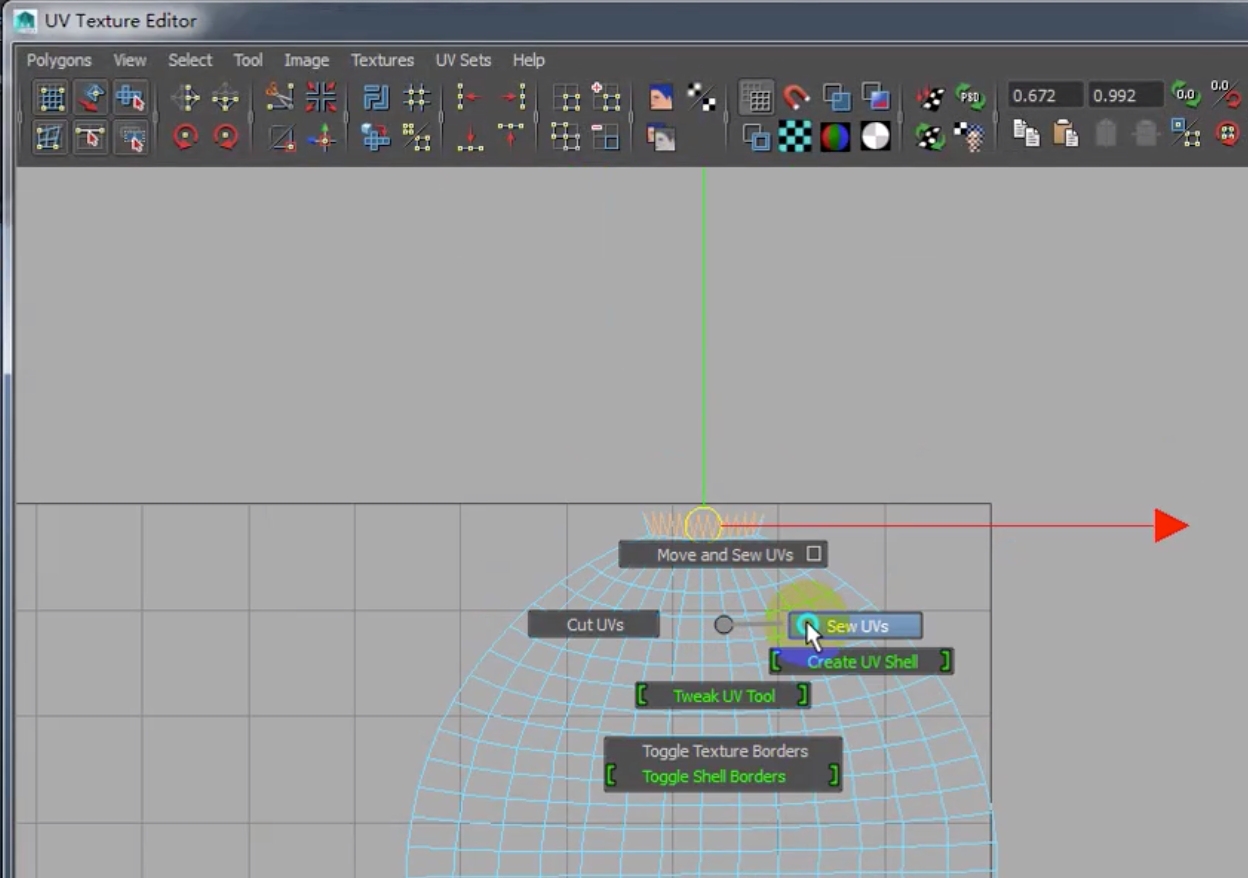 UV Texture Editor
Polygons View Select Tool Image Textures UV Sets Help
0.672 0.992 0.0 0.0
PSD
Move and Sew UVs
Cut UVs
Sew UVs
[ Create UV Shell ]
[ Tweak UV Tool ]
Toggle Texture Borders
[ Toggle Shell Borders ]